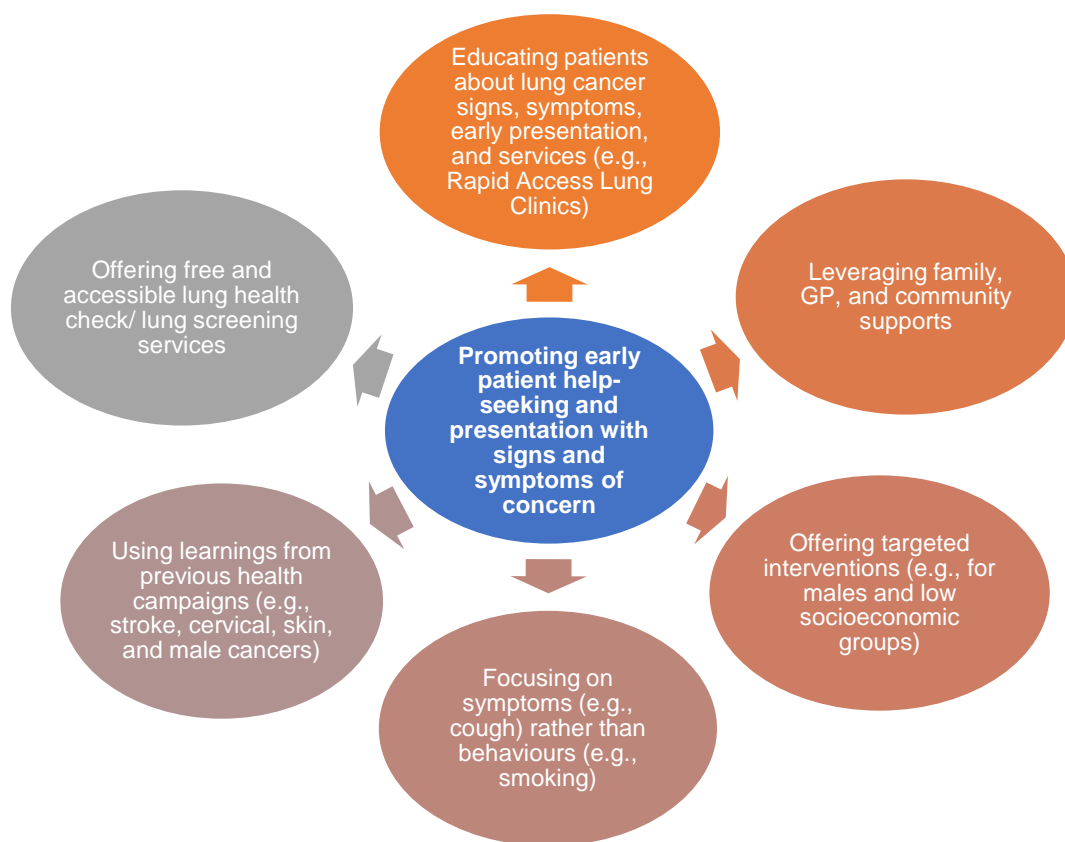 Educating patients
about lung cancer
signs, symptoms,
early presentation,
and services (e.g.,
Rapid Access Lung
Clinics)
Leveraging family,
GP, and community
supports
Offering targeted
interventions (e.g., for
males and low
socioeconomic
groups)
Focusing on
symptoms (e.g.,
cough) rather than
behaviours (e.g.,
smoking)
Using learnings from
previous health
campaigns (e.g.,
stroke, cervical, skin,
and male cancers)
Offering free and
accessible lung health
check/ lung screening
services
Promoting early
patient help-
seeking and
presentation with
signs and
symptoms of
concern